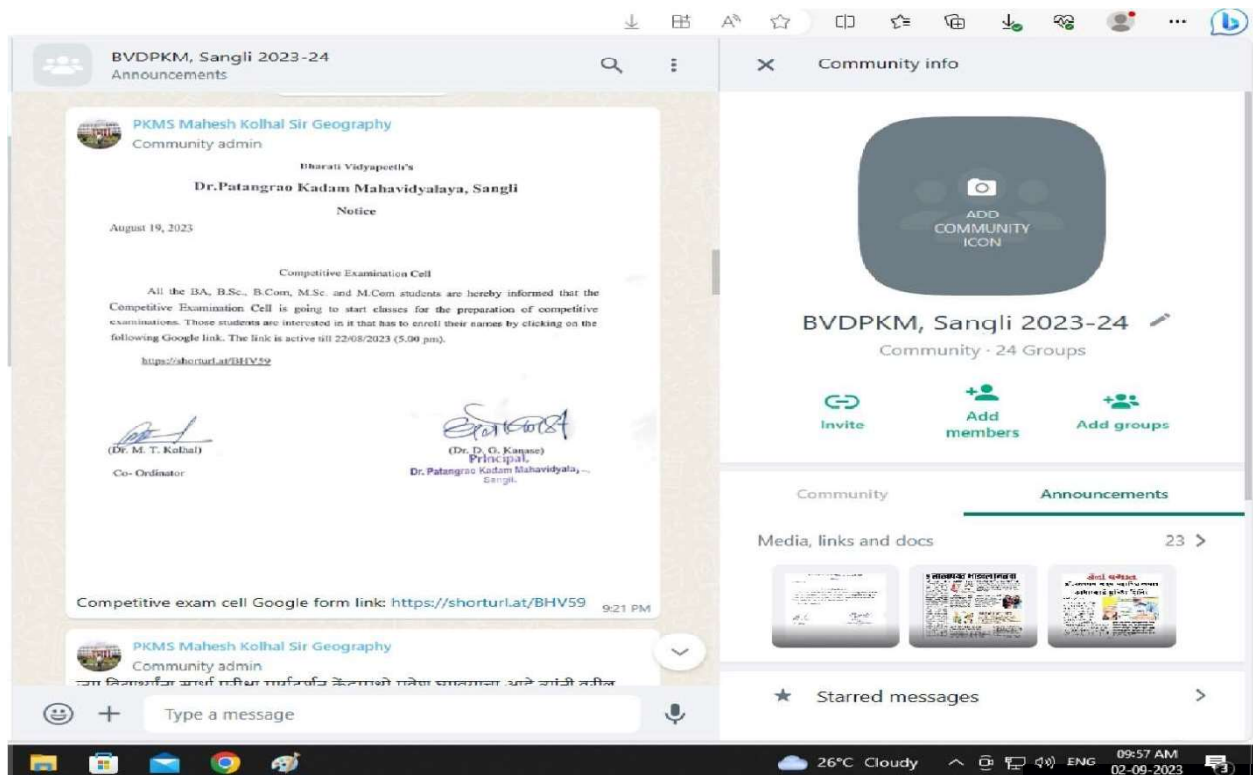 BVDPKM, Sangli 2023-24
Announcements
PKMS Mahesh Kolhal Sir Geography
Community admin
Bharati Vidyapeeth's
Dr.Patangrao Kadam Mahavidyalaya, Sangli
Notice
August 19, 2023
Competitive Examination Cell
All the BA, B.Sc., B.Com, M.Sc. and M.Com students are hereby informed that the
Competitive Examination Cell is going to start classes for the preparation of competitive
examinations. Those students are interested in it that has to enroll their names by clicking on the
following Google link. The link is active till 22/08/2023 (5.00 pm).
https://shorturl.at/BHV59
(Dr. M. T. Kolhal)
Co- Ordinator
(Dr. D. G. Kanase)
Principal,
Dr. Patangrao Kadam Mahavidyala,
Sangli.
Competitive exam cell Google form link: https://shorturl.at/BHV59
9:21 PM
PKMS Mahesh Kolhal Sir Geography
Community admin
Type a message
Community info
ADD
COMMUNITY
ICON
BVDPKM, Sangli 2023-24
Community · 24 Groups
Invite
Add
members
Add groups
Community
Announcements
Media, links and docs
23
Starred messages
26°C Cloudy
ENG
09:57 AM
02-09-2023
3